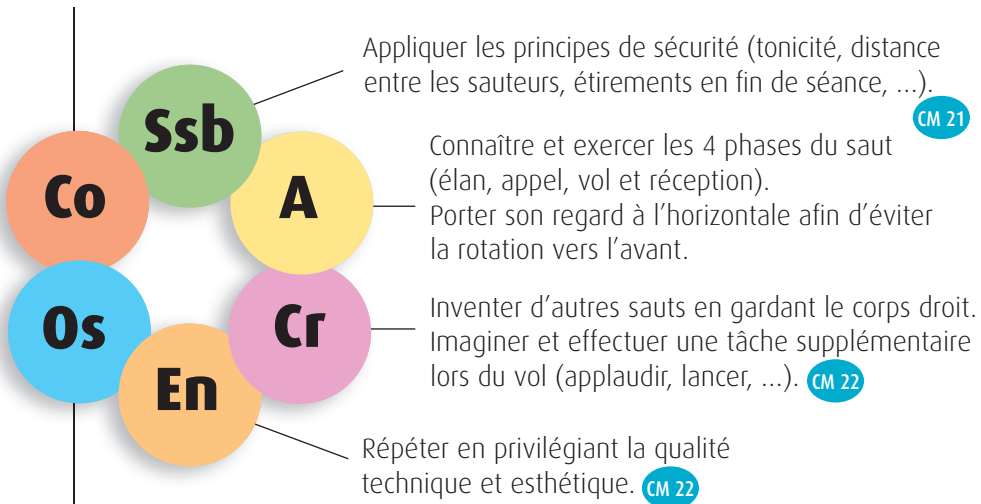 Ssb
Appliquer les principes de sécurité (tonicité, distance
entre les sauteurs, étirements en fin de séance, ...).
CM 21
Co
A
Connaître et exercer les 4 phases du saut
(élan, appel, vol et réception).
Porter son regard à l'horizontale afin d'éviter
la rotation vers l'avant.
Os
Cr
Inventer d'autres sauts en gardant le corps droit.
Imaginer et effectuer une tâche supplémentaire
lors du vol (applaudir, lancer, ...). CM 22
En
Répéter en privilégiant la qualité
technique et esthétique. CM 22